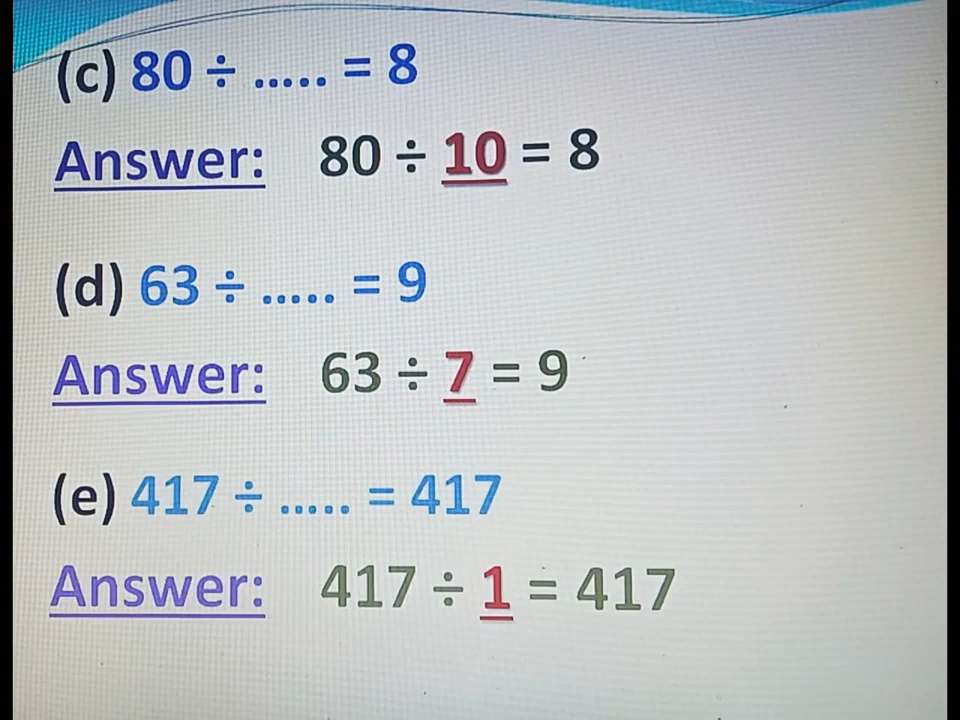 (c) 80 ÷ ..... = 8
Answer: 80 ÷ 10 = 8
(d) 63 ÷ ..... = 9
Answer: 63 ÷ 7 = 9
(e) 417 ÷ ..... = 417
Answer: 417 ÷ 1 = 417